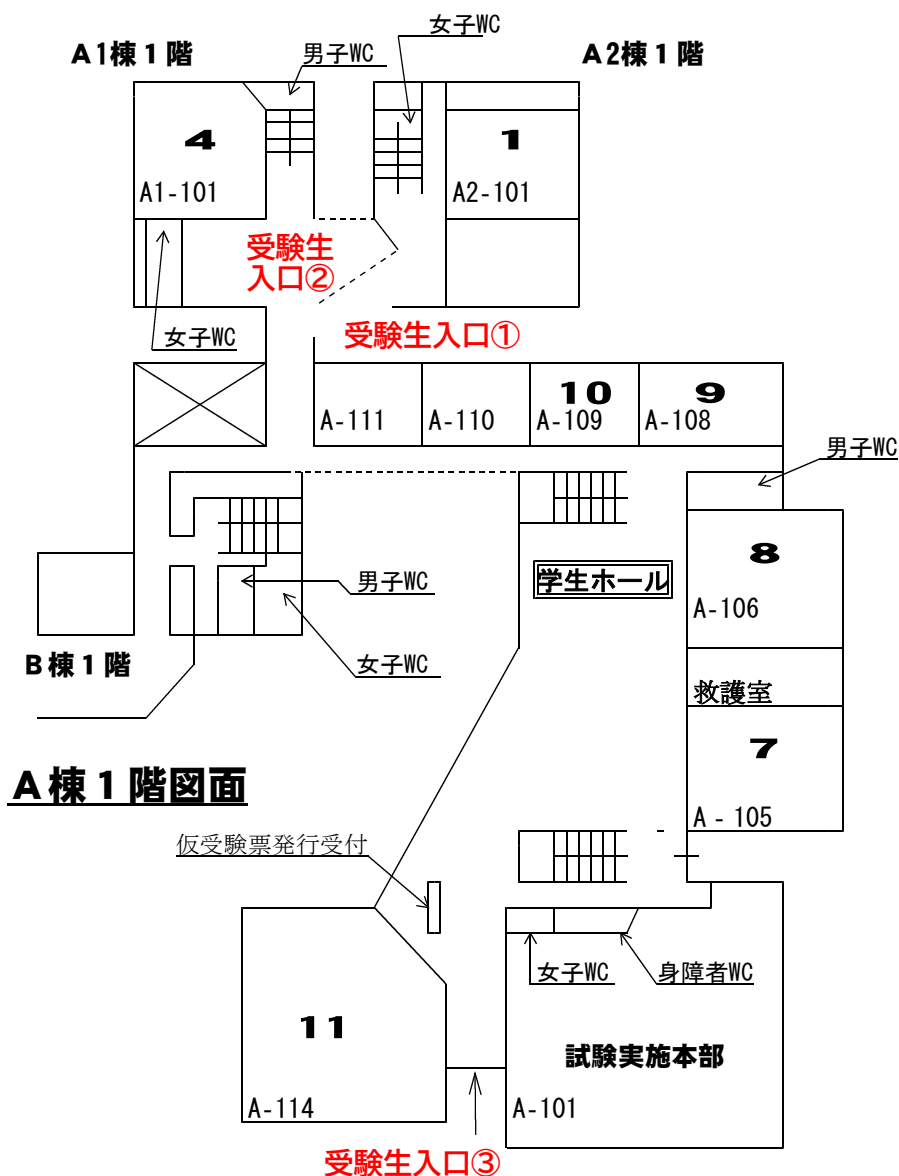 女子WC
A1棟1階
男子WC
A2棟1階
4
1
A1-101
A2-101
受験生
入口②
女子WC
受験生入口①
10
9
A-111
A-110
A-109
A-108
男子WC
8
学生ホール
男子WC
A-106
B棟1階
女子WC
救護室
7
A棟1階図面
A-105
仮受験票発行受付
女子WC
身障者WC
11
試験実施本部
A-114
A-101
受験生入口③